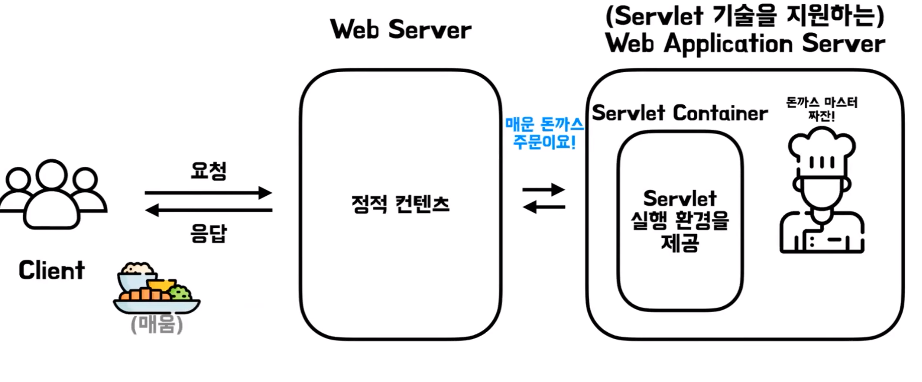 (Servlet 기술을 지원하는)
Web Server
Web Application Server
Servlet Container
돈까스 마스터
짜잔!
매운 돈까스
주문이요!
요청
응답
정적 컨텐츠
Servlet
실행 환경을
제공
Client
(매움)